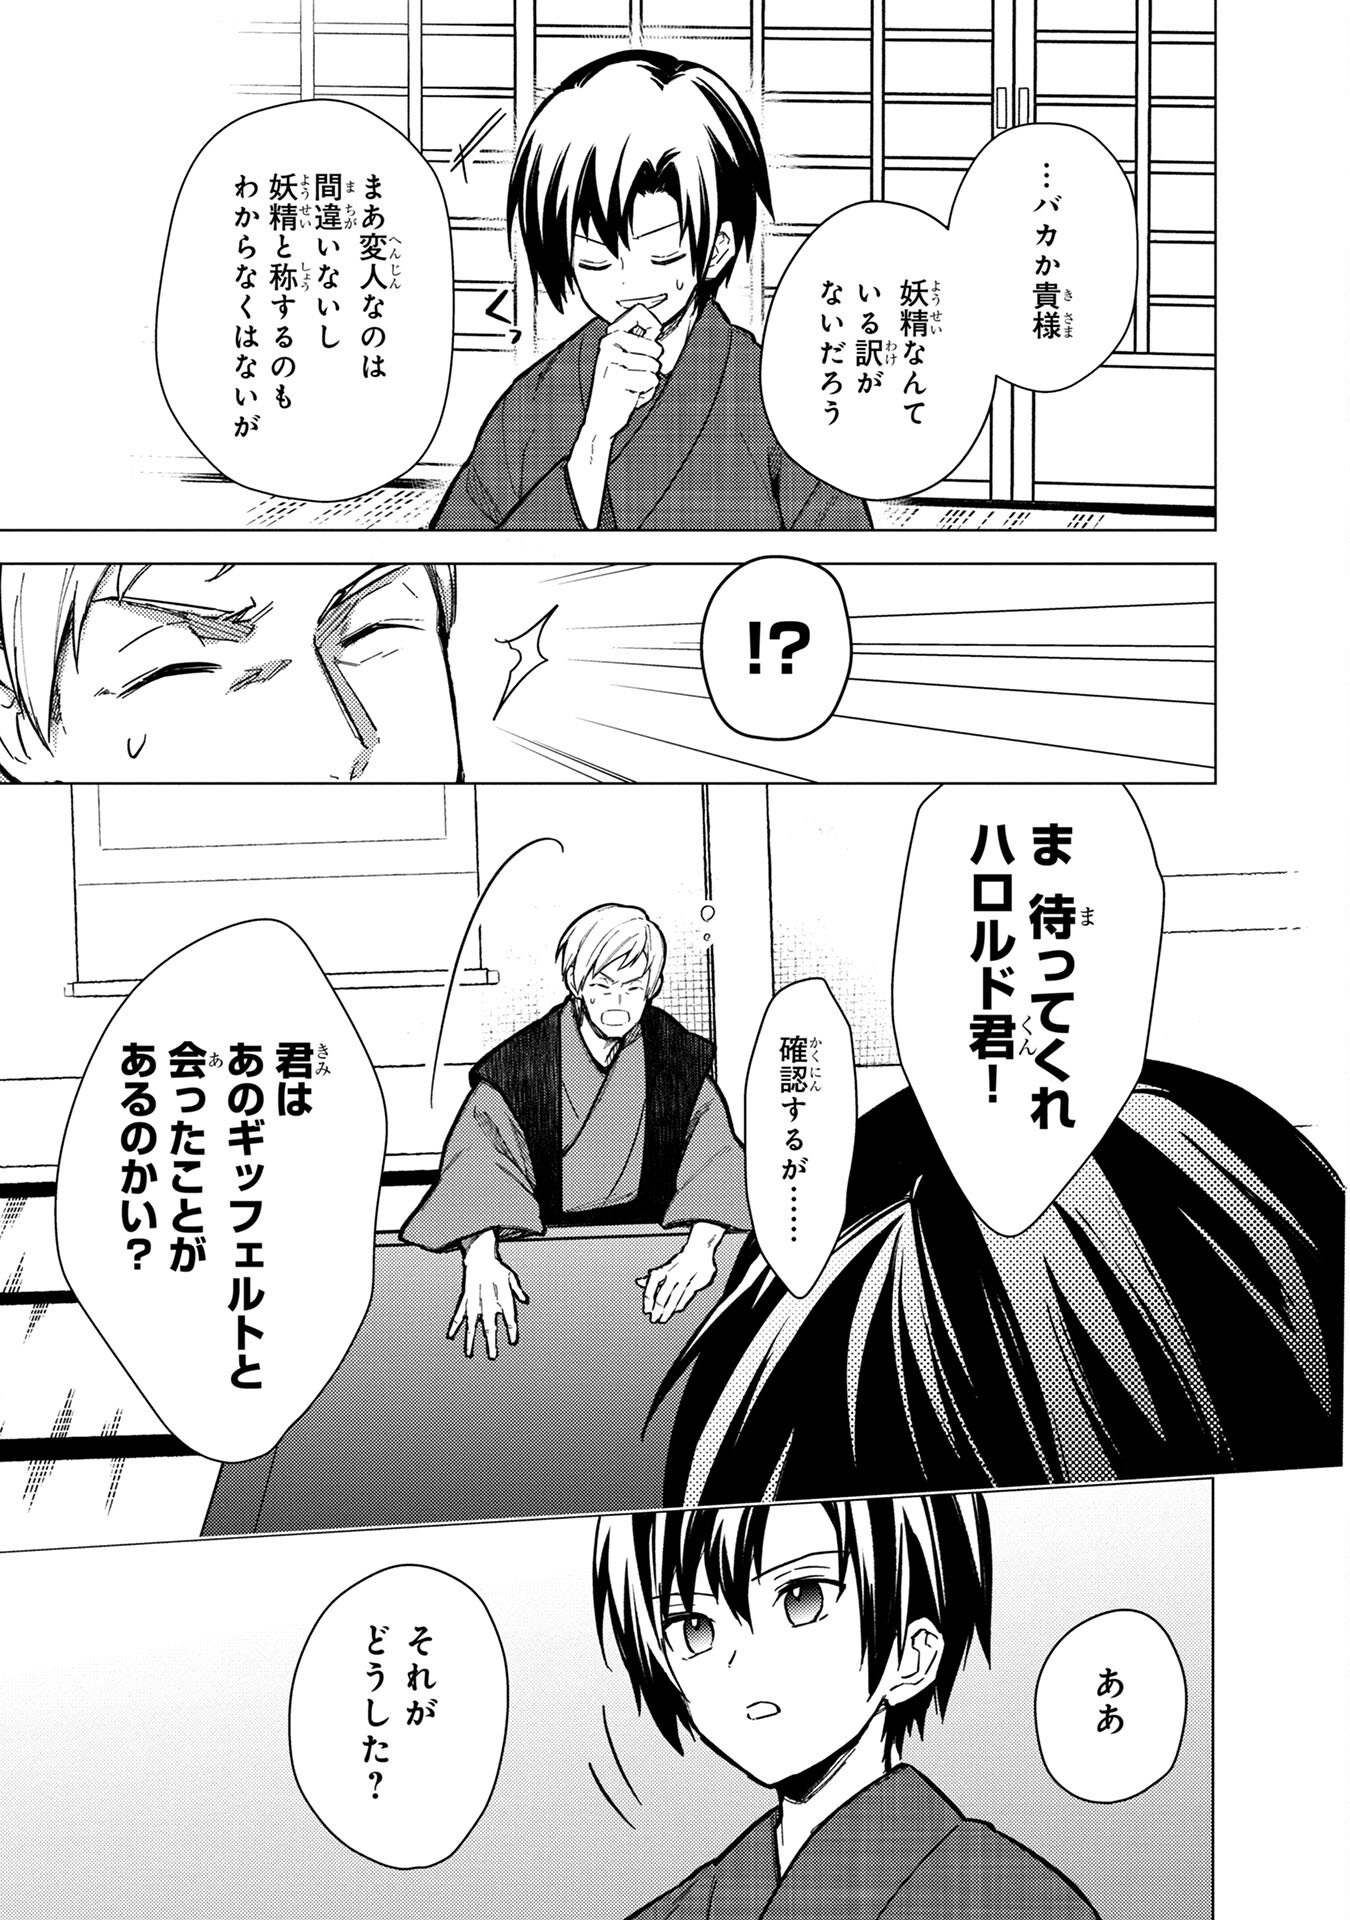 …バカか貴様
妖精なんて
いる訳が
ないだろう
くっ
まあ変人なのは
間違いないし
妖精と称するのも
わからなくはないが
!?
ま 待ってくれ
ハロルド君!
確認するが……
君は
あのギッフェルトと
会ったことが
あるのかい?
ああ
それが
どうした?